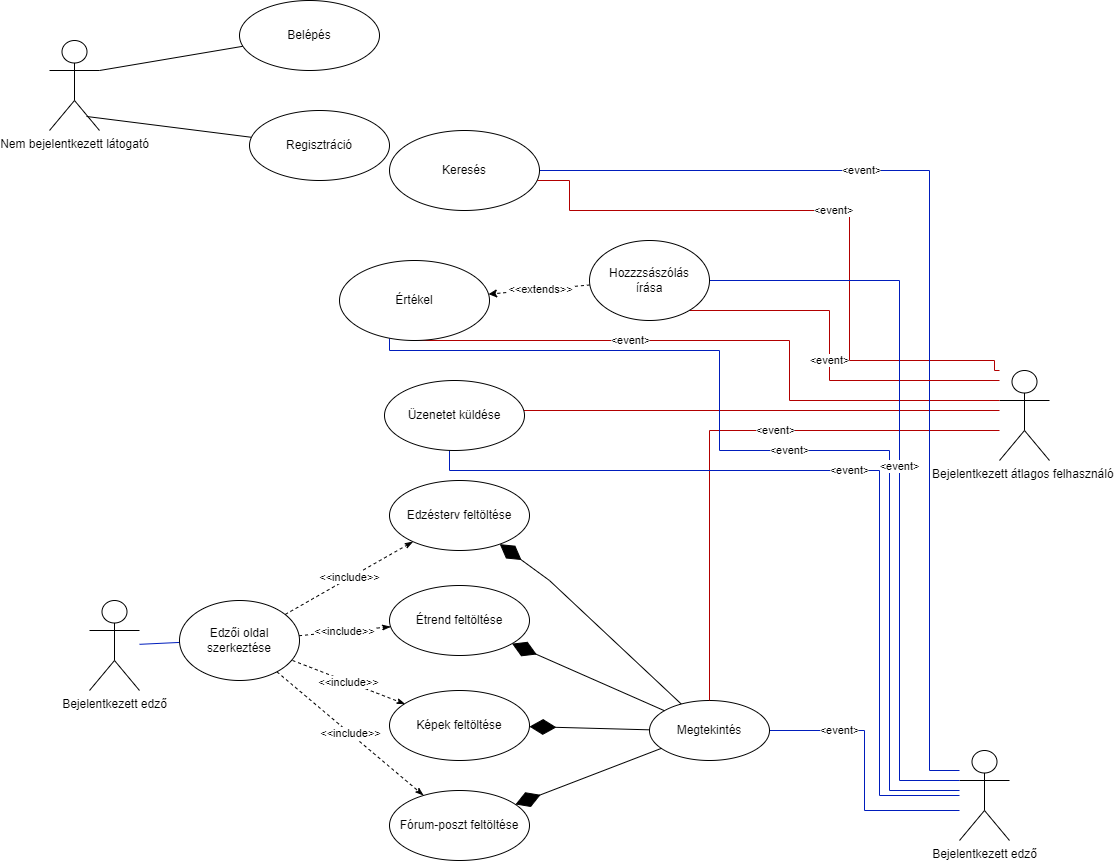 Belépés
Nem bejelentkezett látogató
Regisztráció
Keresés
<event>
<event>
Hozzzsászólás
írása
<<extends>>
Értékel
<event>
<event>
Üzenetet küldése
<event>
<event>
<event>
<event>
Bejelentkezett átlagos felhasználó
Edzésterv feltöltése
<<include>>
Étrend feltöltése
<<include>>
Edzői oldal
szerkeztése
<<include>>
Bejelentkezett edző
Képek feltöltése
<<include>>
Megtekintés
<event>
Fórum-poszt feltöltése
Bejelentkezett edző